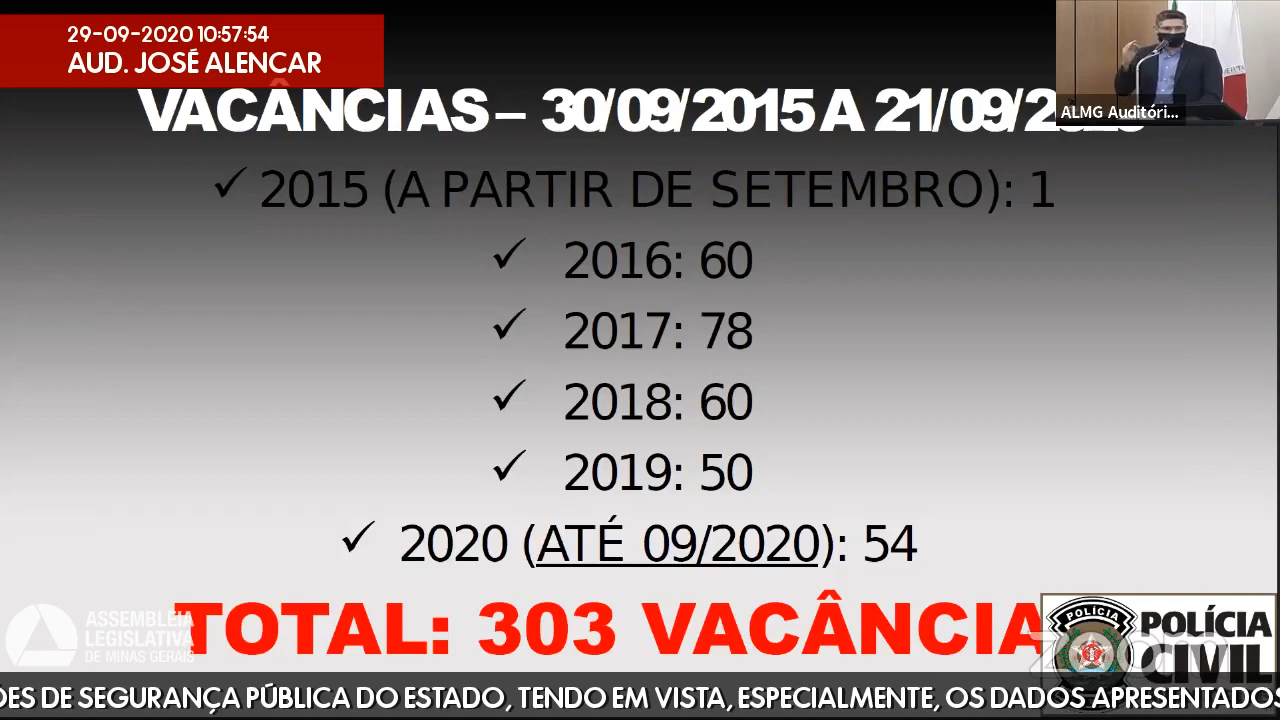 29-09-2020 10:57:54
AUD. JOSÉ ALENCAR
ALMG Auditóri...
VACÂNCIAS – 30/09/2015 A 21/09/2020
✓ 2015 (A PARTIR DE SETEMBRO): 1
✓ 2016: 60
✓ 2017: 78
✓ 2018: 60
✓ 2019: 50
✓ 2020 (ATÉ 09/2020): 54
TOTAL: 303 VACÂNCIA
ASSEMBLEIA
LEGISLATIVA
DE MINAS GERAIS
POLÍCIA
POLÍCIA
CIVIL
zoom
ÕES DE SEGURANÇA PÚBLICA DO ESTADO, TENDO EM VISTA, ESPECIALMENTE, OS DADOS APRESENTADOS